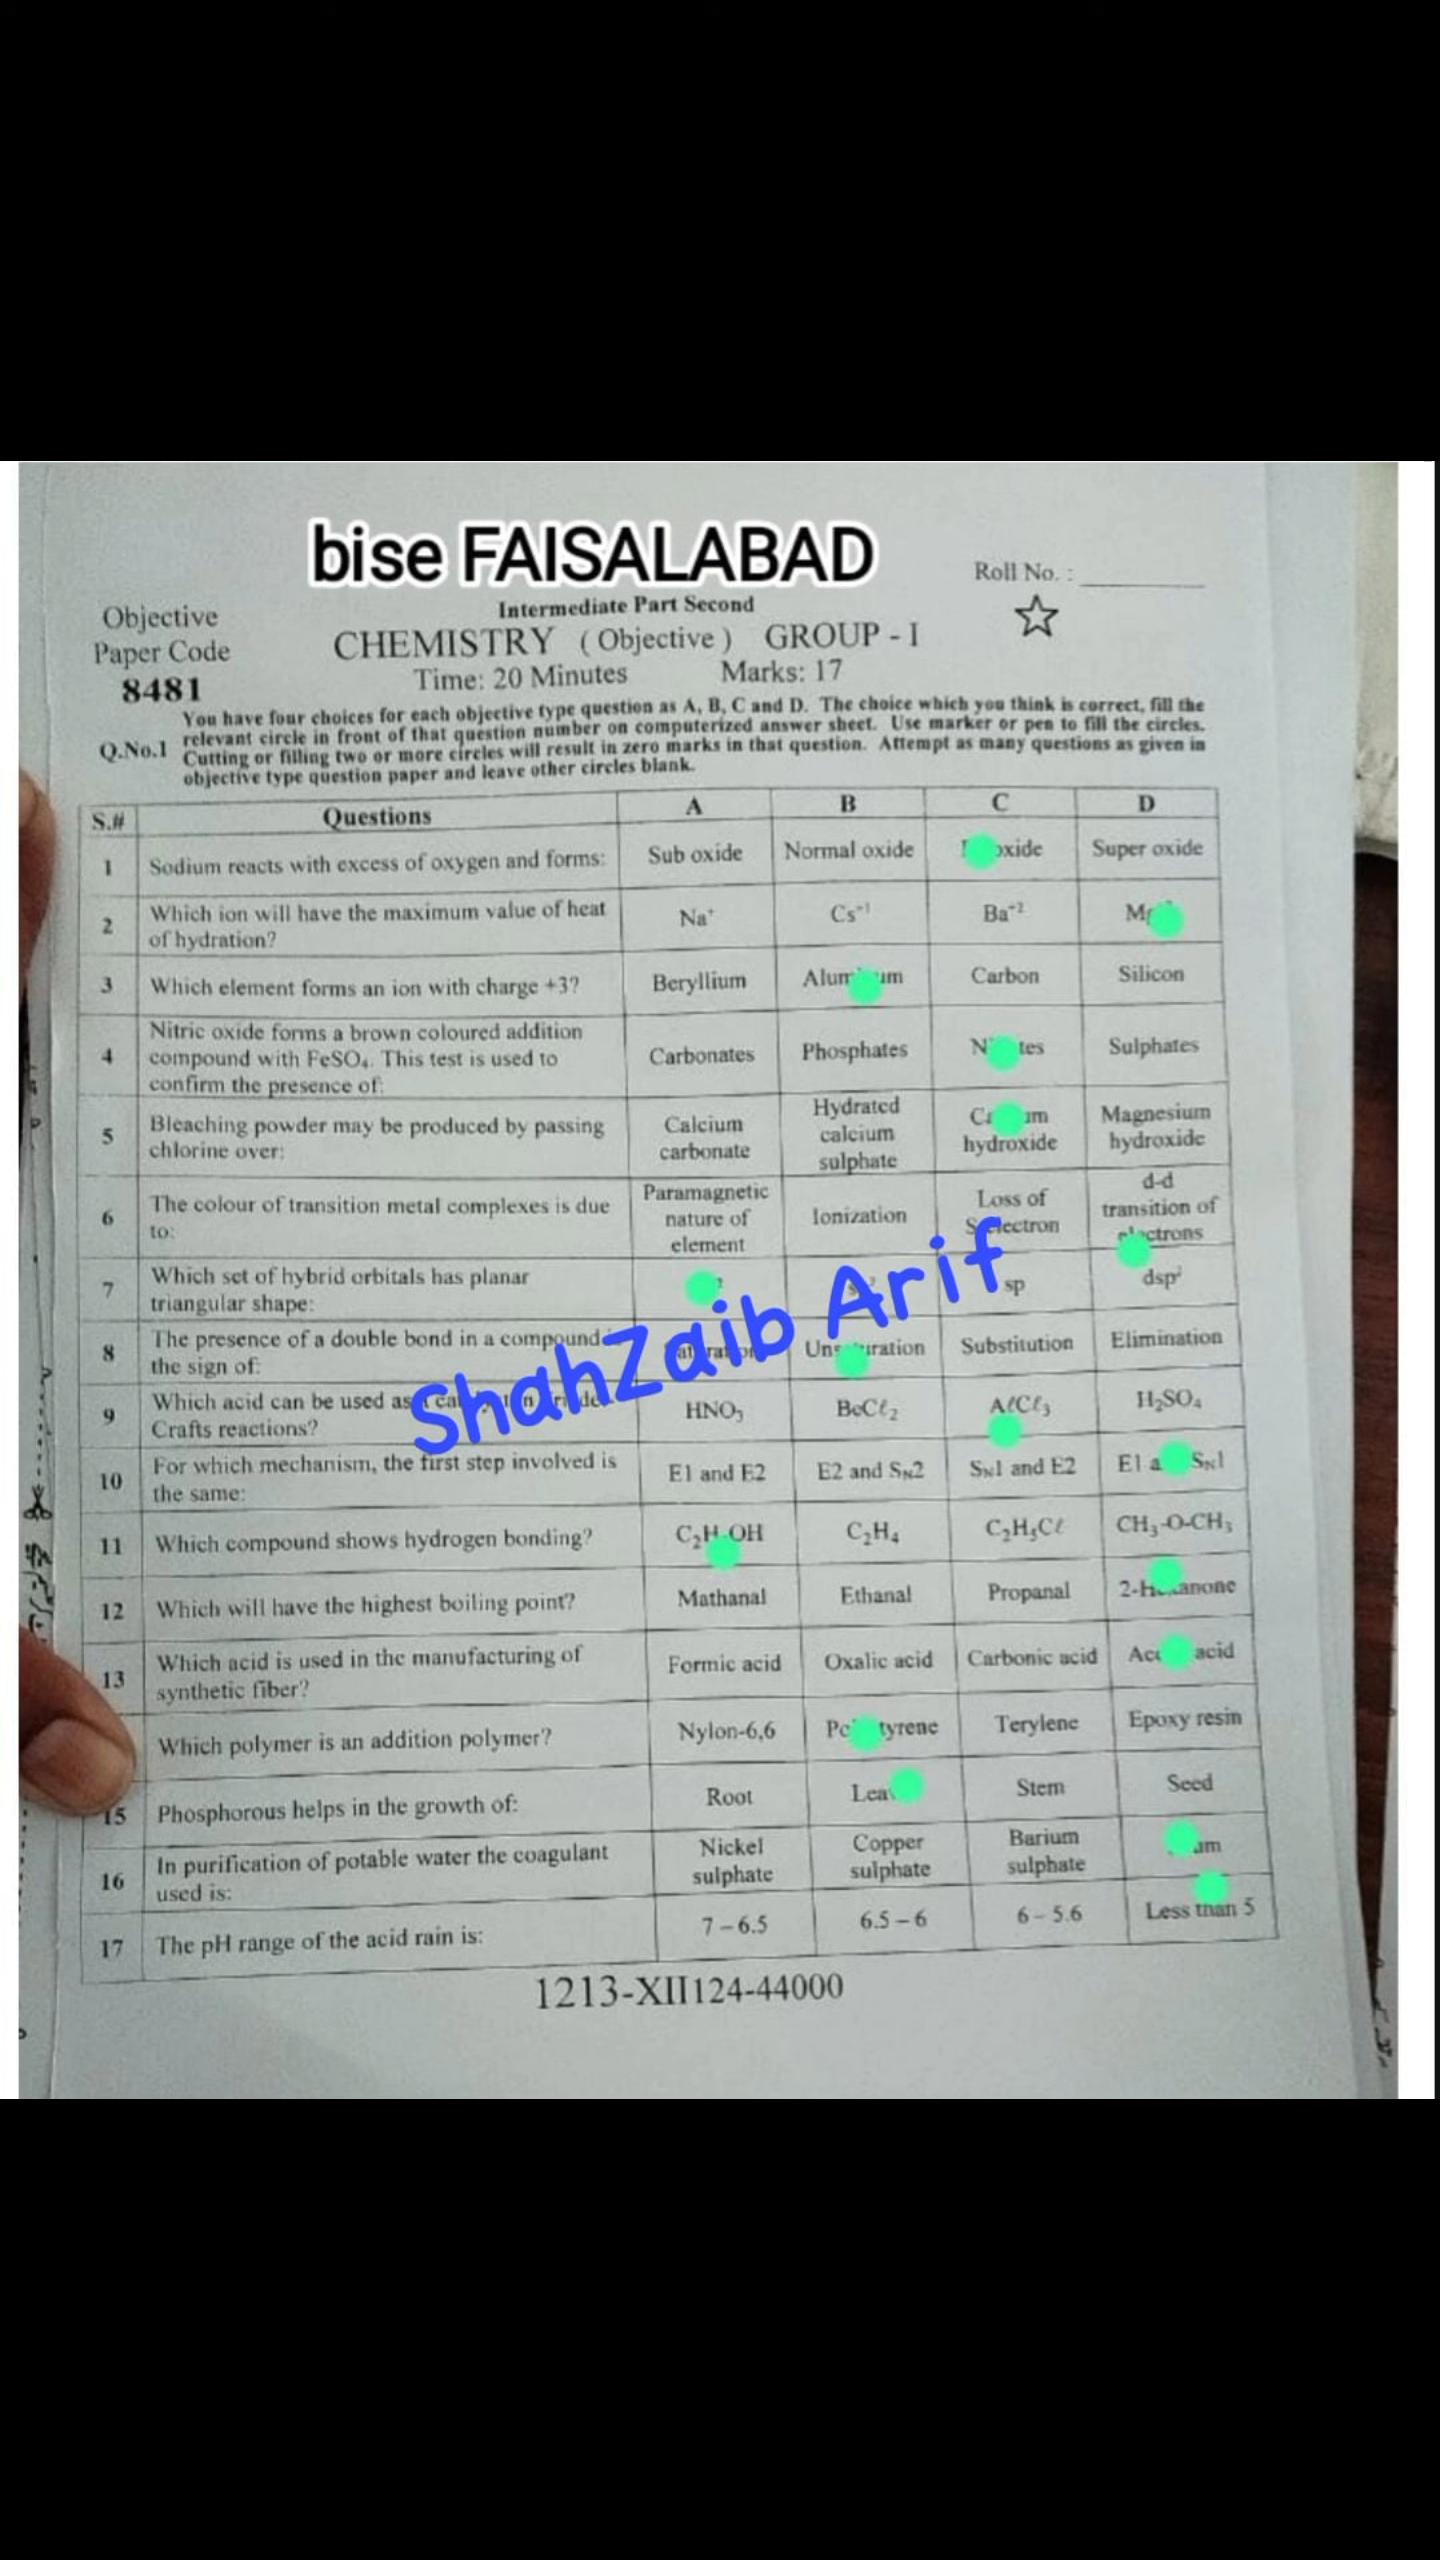 bise FAISALABAD
Roll No. :
Objective
Paper Code
8481
Intermediate Part Second
CHEMISTRY ( Objective ) GROUP - I
Time: 20 Minutes Marks: 17
Q.No.1
You have four choices for each objective type question as A, B, C and D. The choice which you think is correct, fill the
relevant circle in front of that question number on computerized answer sheet. Use marker or pen to fill the circles.
Cutting or filling two or more circles will result in zero marks in that question. Attempt as many questions as given in
objective type question paper and leave other circles blank.
S.# Questions A B C D
1 Sodium reacts with excess of oxygen and forms: Sub oxide Normal oxide oxide Super oxide
2 Which ion will have the maximum value of heat
of hydration? Na⁺ Cs⁺¹ Ba⁺²
3 Which element forms an ion with charge +3? Beryllium Carbon Silicon
4 Nitric oxide forms a brown coloured addition
compound with FeSO₄. This test is used to
confirm the presence of: Carbonates Phosphates Sulphates
5 Bleaching powder may be produced by passing
chlorine over: Calcium
carbonate Hydrated
calcium
sulphate hydroxide Magnesium
hydroxide
6 The colour of transition metal complexes is due
to: Paramagnetic
nature of
element Ionization Loss of d-d
transition of
7 Which set of hybrid orbitals has planar
triangular shape: sp dsp²
8 The presence of a double bond in a compound
the sign of: Substitution Elimination
9 Which acid can be used as
Crafts reactions? HNO₃ BeCℓ₂ AℓCℓ₃ H₂SO₄
10 For which mechanism, the first step involved is
the same: E1 and E2 E2 and SN2 SN1 and E2 E1 SN1
11 Which compound shows hydrogen bonding? C₂H₄ C₂H₅Cℓ CH₃-O-CH₃
12 Which will have the highest boiling point? Mathanal Ethanal Propanal
13 Which acid is used in the manufacturing of
synthetic fiber? Formic acid Oxalic acid Carbonic acid acid
Which polymer is an addition polymer? Nylon-6,6 Terylene Epoxy resin
15 Phosphorous helps in the growth of: Root Stem Seed
16 In purification of potable water the coagulant
used is: Nickel
sulphate Copper
sulphate Barium
sulphate
17 The pH range of the acid rain is: 7 – 6.5 6.5 – 6 6 – 5.6 Less than 5
1213-XII124-44000
ShahZaib Arif